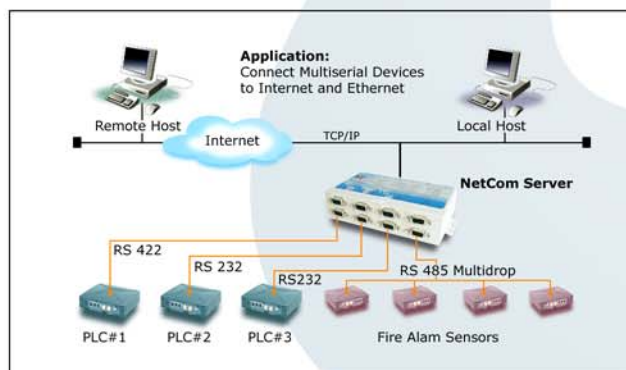 Application:
Connect Multiserial Devices
to Internet and Ethernet
Remote Host
Local Host
Internet
TCP/IP
NetCom Server
RS 422
RS 232
RS232
RS 485 Multidrop
PLC#1
PLC#2
PLC#3
Fire Alam Sensors